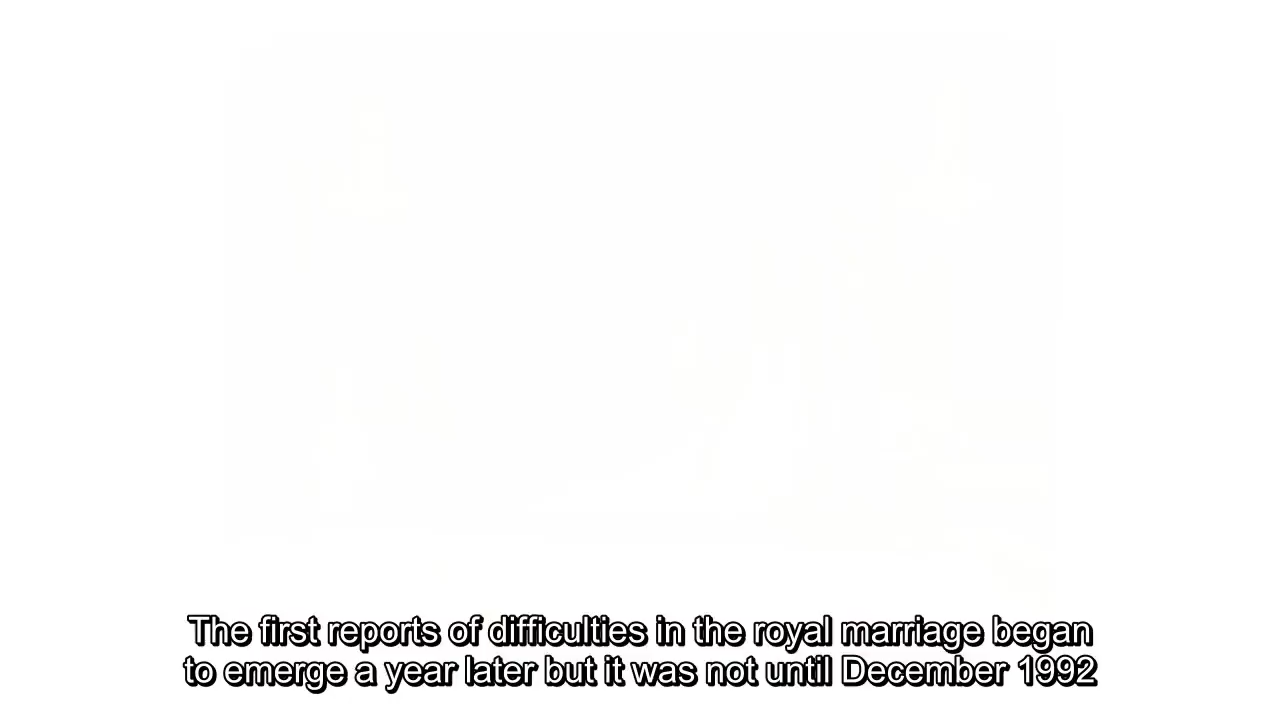 The first reports of difficulties in the royal marriage began
to emerge a year later but it was not until December 1992